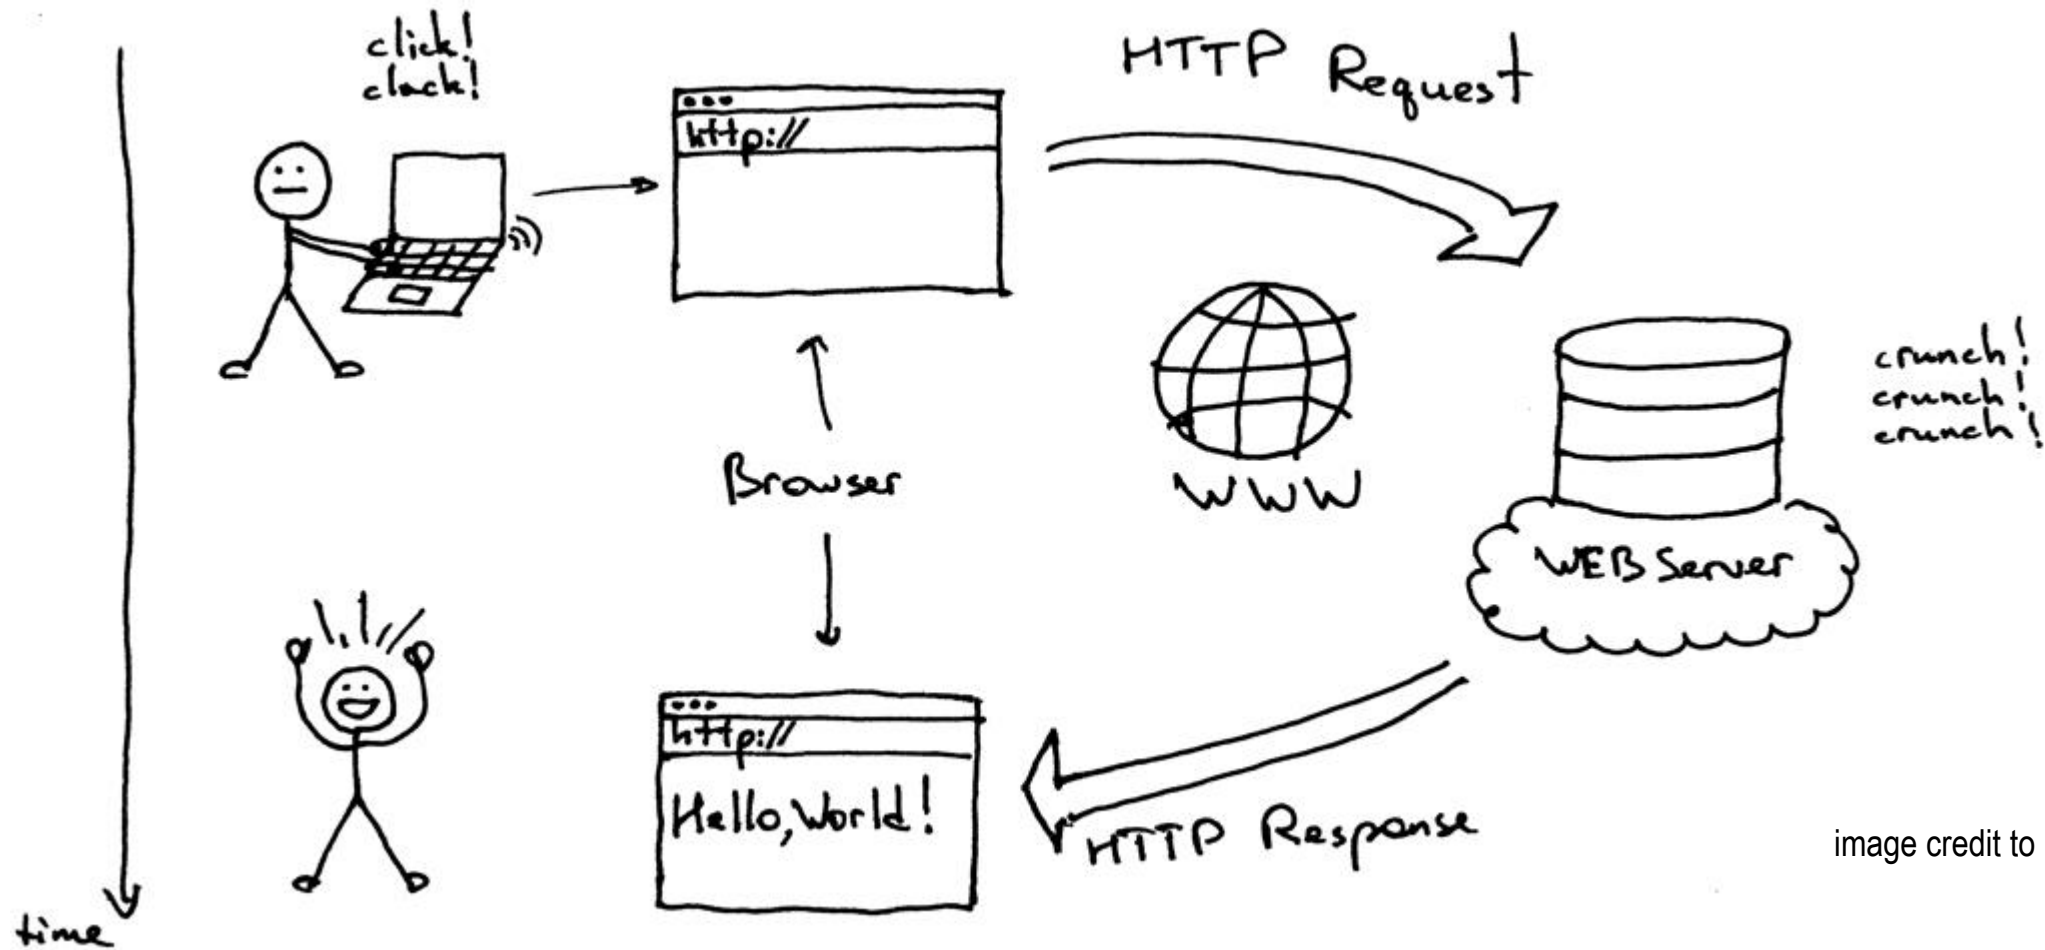 click!
clack!
HTTP Request
http://
crunch!
crunch!
crunch!
Browser
WWW
WEB Server
http://
Hello, World!
HTTP Response
image credit to
time